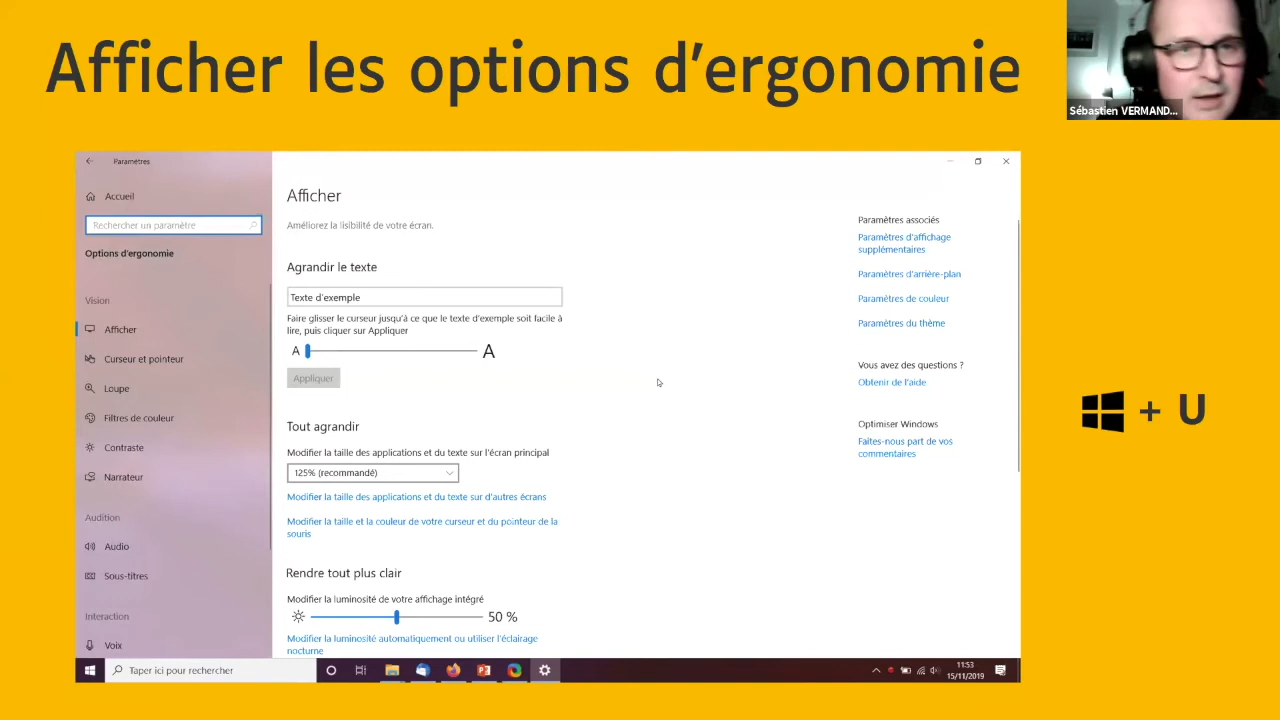 Afficher les options d'ergonomie
Sébastien VERMAND...
Paramètres
Accueil
Rechercher un paramètre
Options d'ergonomie
Vision
Afficher
Curseur et pointeur
Loupe
Filtres de couleur
Contraste
Narrateur
Audition
Audio
Sous-titres
Interaction
Voix
Afficher
Améliorez la lisibilité de votre écran.
Agrandir le texte
Texte d'exemple
Faire glisser le curseur jusqu'à ce que le texte d'exemple soit facile à
lire, puis cliquer sur Appliquer
A A
Appliquer
Tout agrandir
Modifier la taille des applications et du texte sur l'écran principal
125% (recommandé)
Modifier la taille des applications et du texte sur d'autres écrans
Modifier la taille et la couleur de votre curseur et du pointeur de la
souris
Rendre tout plus clair
Modifier la luminosité de votre affichage intégré
50 %
Modifier la luminosité automatiquement ou utiliser l'éclairage
nocturne
Paramètres associés
Paramètres d'affichage
supplémentaires
Paramètres d'arrière-plan
Paramètres de couleur
Paramètres du thème
Vous avez des questions ?
Obtenir de l'aide
Optimiser Windows
Faites-nous part de vos
commentaires
+ U
Taper ici pour rechercher
11:53
15/11/2019